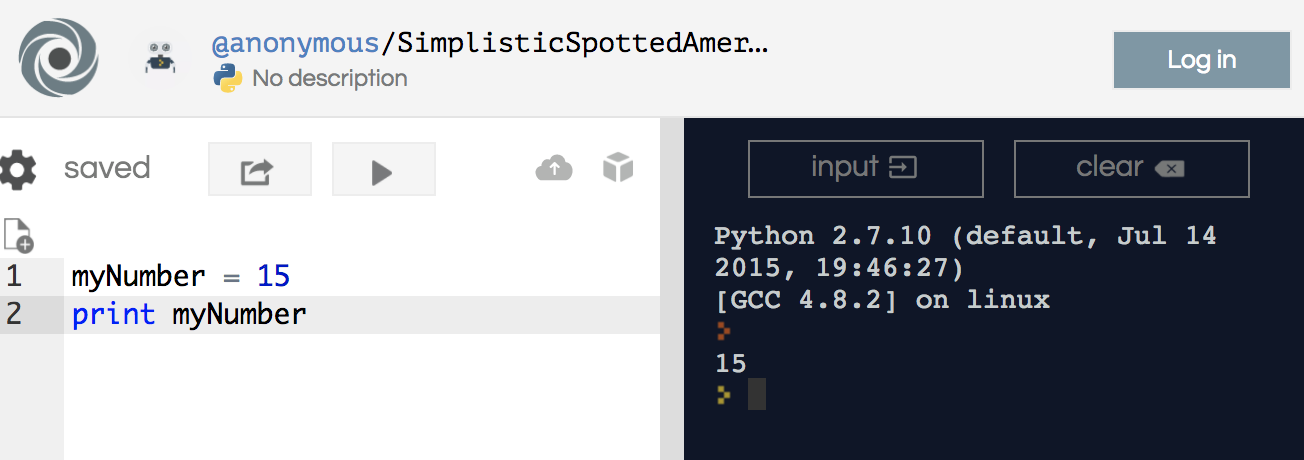 @anonymous/SimplisticSpottedAmer...
No description
Log in
saved
input
clear
1 myNumber = 15
2 print myNumber
Python 2.7.10 (default, Jul 14
2015, 19:46:27)
[GCC 4.8.2] on linux
15